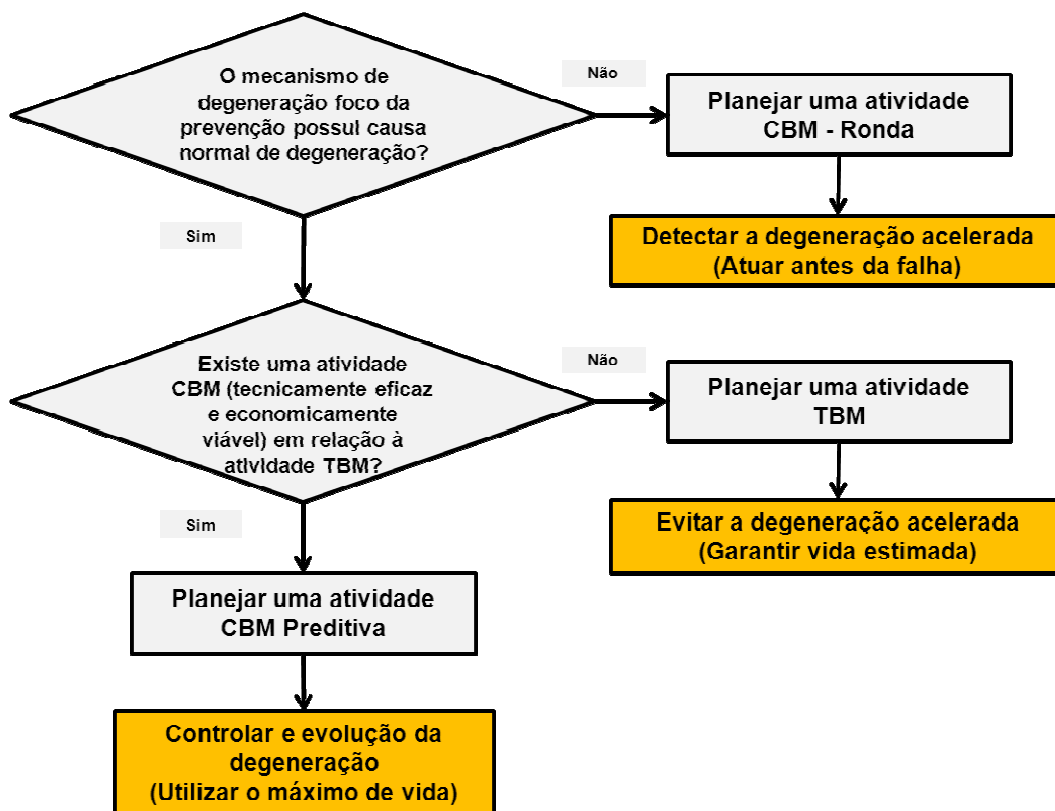 O mecanismo de
degeneração foco da
prevenção possuI causa
normal de degeneração?
Não
Planejar uma atividade
CBM - Ronda
Detectar a degeneração acelerada
(Atuar antes da falha)
Sim
Existe uma atividade
CBM (tecnicamente eficaz
e economicamente
viável) em relação à
atividade TBM?
Não
Planejar uma atividade
TBM
Evitar a degeneração acelerada
(Garantir vida estimada)
Sim
Planejar uma atividade
CBM Preditiva
Controlar e evolução da
degeneração
(Utilizar o máximo de vida)